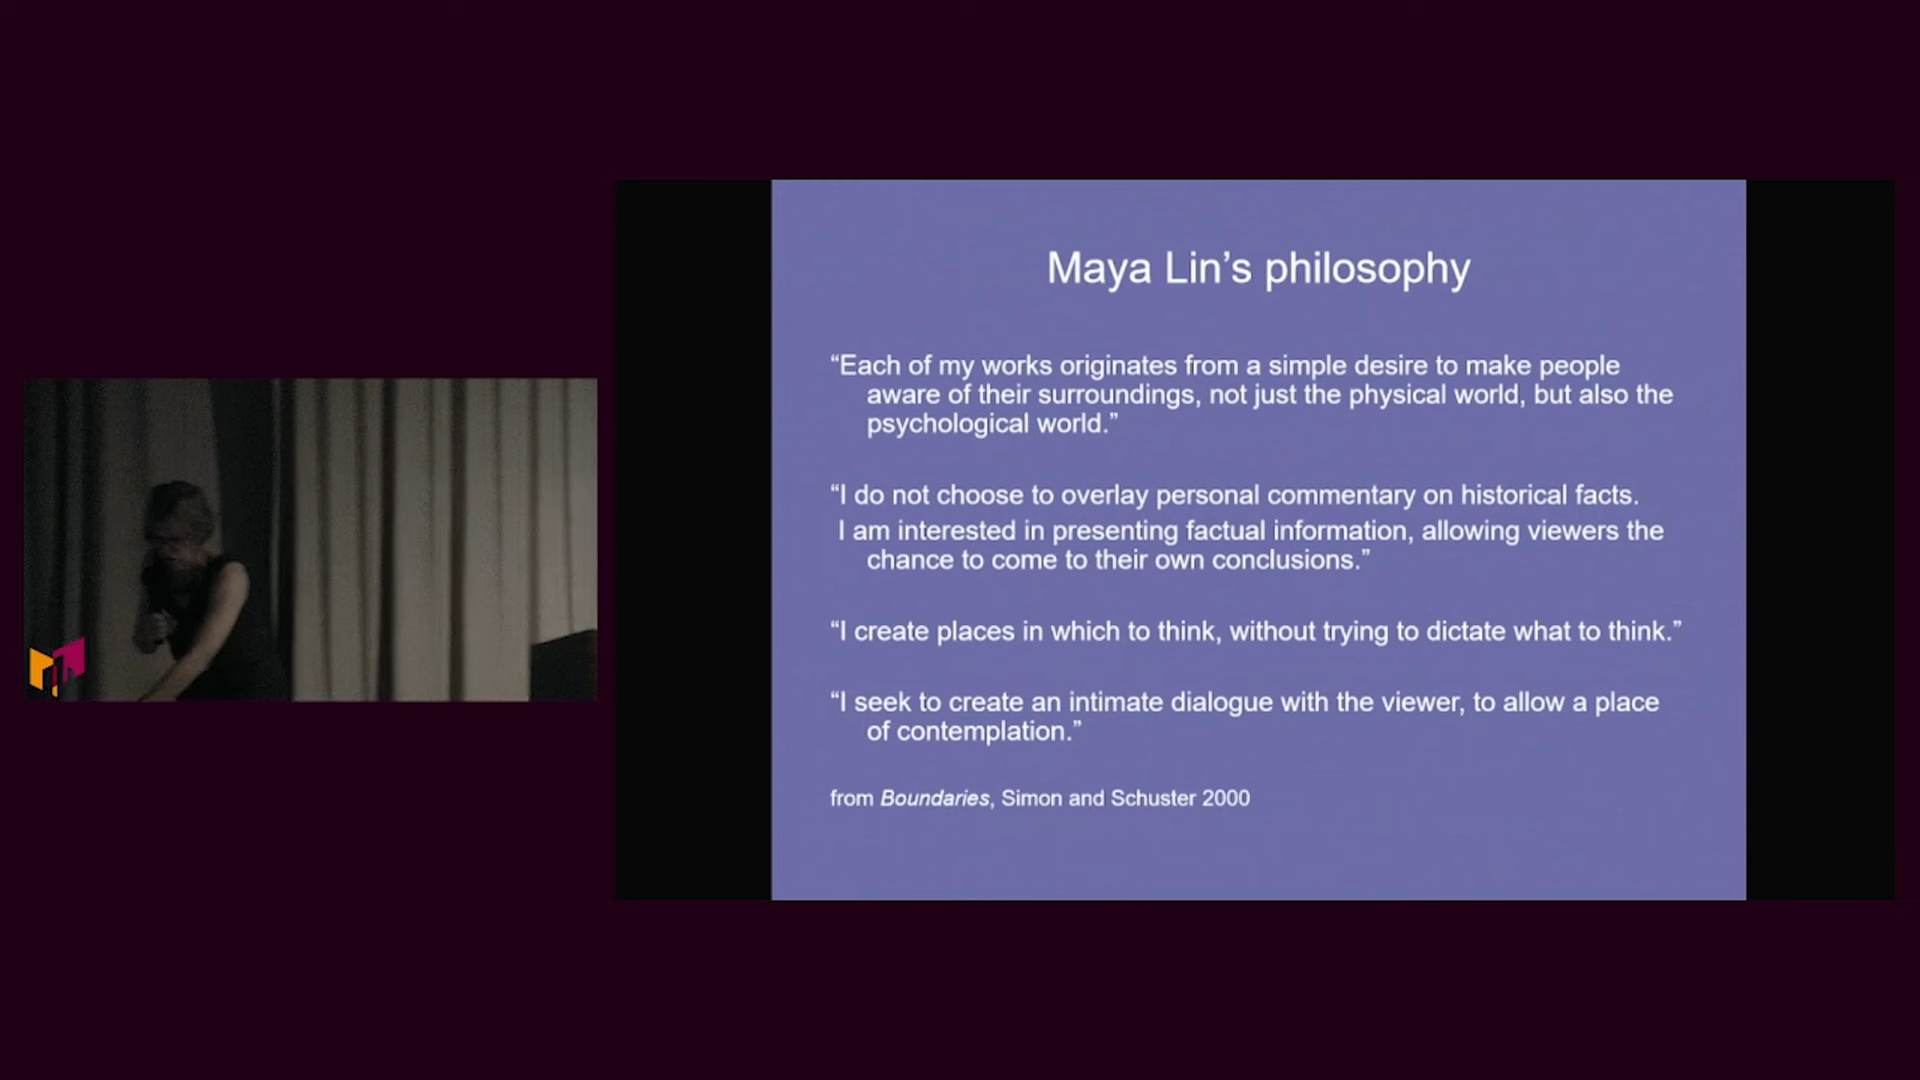 Maya Lin’s philosophy
“Each of my works originates from a simple desire to make people
aware of their surroundings, not just the physical world, but also the
psychological world.”
“I do not choose to overlay personal commentary on historical facts.
I am interested in presenting factual information, allowing viewers the
chance to come to their own conclusions.”
“I create places in which to think, without trying to dictate what to think.”
“I seek to create an intimate dialogue with the viewer, to allow a place
of contemplation.”
from Boundaries, Simon and Schuster 2000